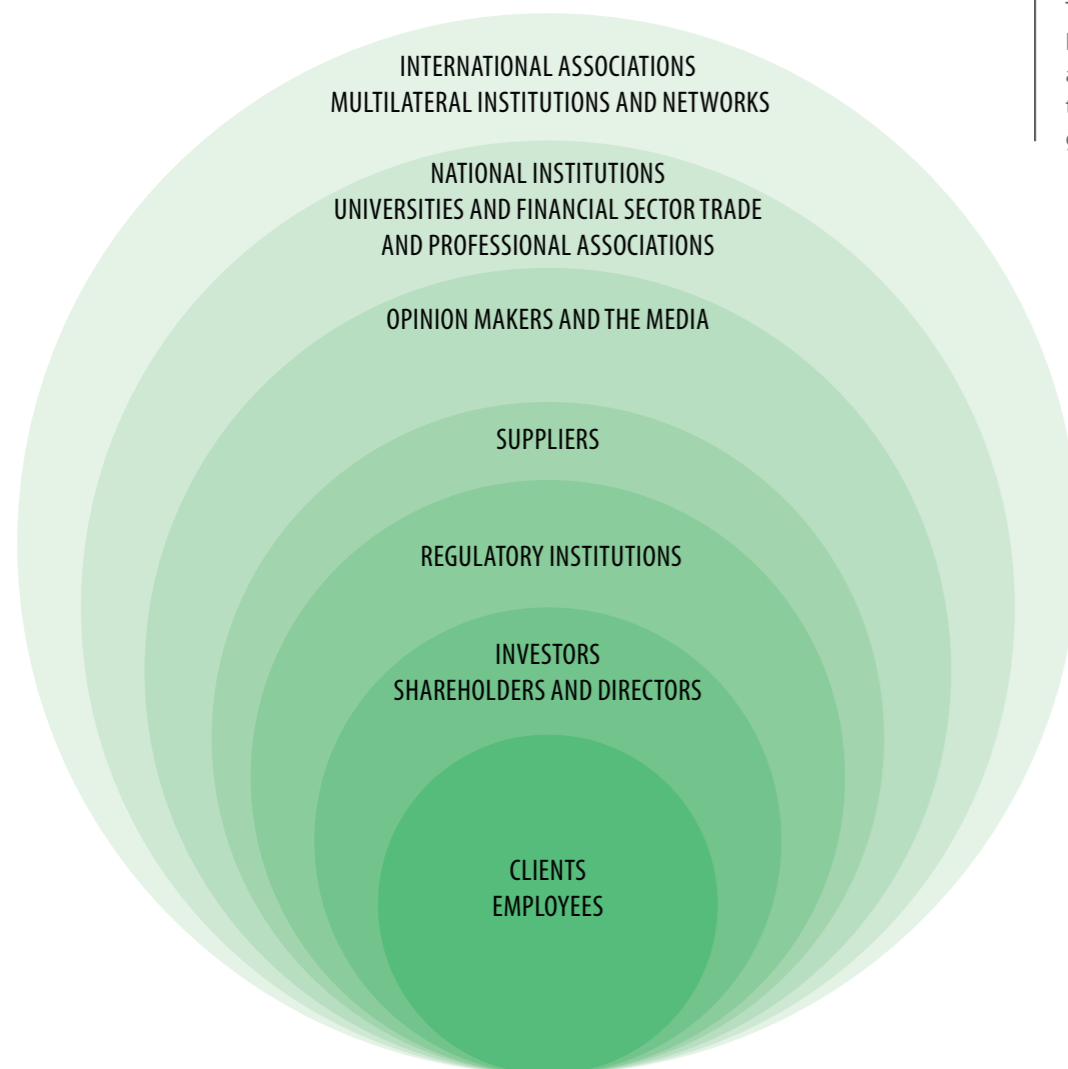 INTERNATIONAL ASSOCIATIONS
MULTILATERAL INSTITUTIONS AND NETWORKS
NATIONAL INSTITUTIONS
UNIVERSITIES AND FINANCIAL SECTOR TRADE
AND PROFESSIONAL ASSOCIATIONS
OPINION MAKERS AND THE MEDIA
SUPPLIERS
REGULATORY INSTITUTIONS
INVESTORS
SHAREHOLDERS AND DIRECTORS
CLIENTS
EMPLOYEES